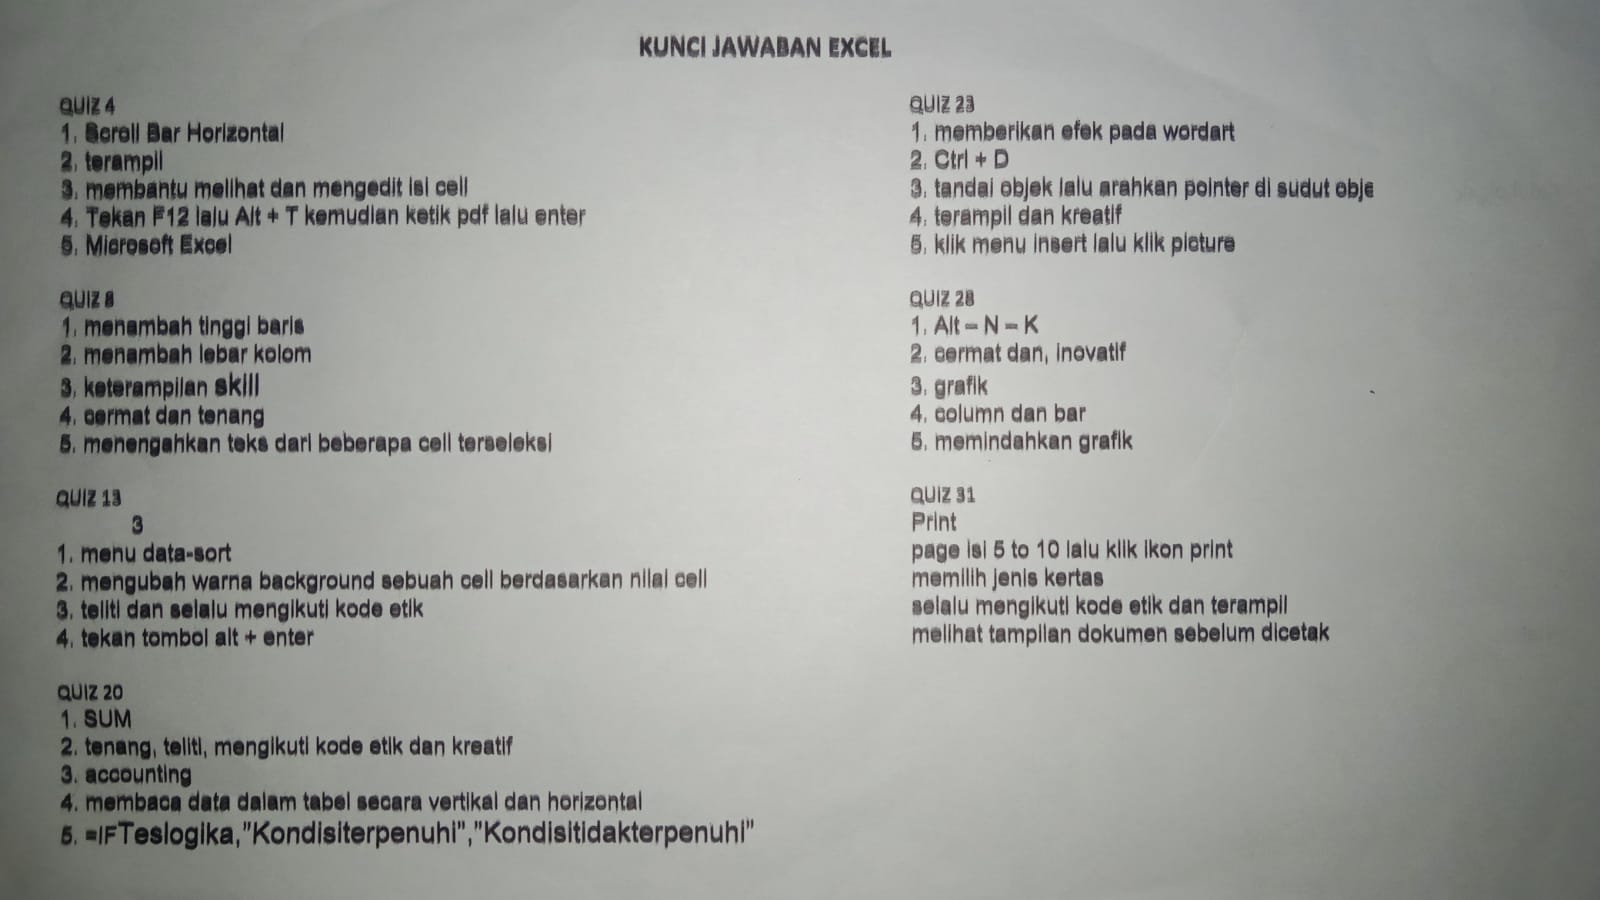 KUNCI JAWABAN EXCEL
QUIZ 4
1. Scroll Bar Horizontal
2. terampil
3. membantu melihat dan mengedit isi cell
4. Tekan F12 lalu Alt + T kemudian ketik pdf lalu enter
5. Microsoft Excel
QUIZ 8
1. menambah tinggi baris
2. menambah lebar kolom
3. keterampilan skill
4. cermat dan tenang
5. menengahkan teks dari beberapa cell terseleksi
QUIZ 13
3
1. menu data-sort
2. mengubah warna background sebuah cell berdasarkan nilai cell
3. teliti dan selalu mengikuti kode etik
4. tekan tombol alt + enter
QUIZ 20
1. SUM
2. tenang, teliti, mengikuti kode etik dan kreatif
3. accounting
4. membaca data dalam tabel secara vertikal dan horizontal
5. =IFTeslogika,"Kondisiterpenuhi","Kondisitidakterpenuhi"
QUIZ 23
1. memberikan efek pada wordart
2. Ctrl + D
3. tandai objek lalu arahkan pointer di sudut obje
4. terampil dan kreatif
5. klik menu insert lalu klik picture
QUIZ 28
1. Alt – N – K
2. cermat dan, inovatif
3. grafik
4. column dan bar
5. memindahkan grafik
QUIZ 31
Print
page isi 5 to 10 lalu klik ikon print
memilih jenis kertas
selalu mengikuti kode etik dan terampil
melihat tampilan dokumen sebelum dicetak